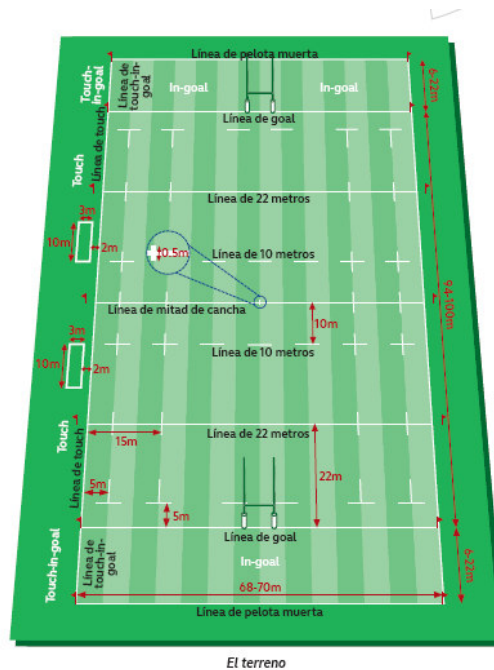 Línea de pelota muerta
Touch-
in-goal
Línea de
touch-in-
goal
In-goal
In-goal
6-22m
Línea de goal
Línea de touch
Touch
Línea de 22 metros
3m
10m
2m
0.5m
Línea de 10 metros
94-100m
Línea de mitad de cancha
10m
3m
10m
2m
Línea de 10 metros
Touch
Línea de touch
15m
Línea de 22 metros
22m
5m
5m
Línea de goal
Touch-in-goal
Línea de
touch-in-
goal
In-goal
6-22m
68-70m
Línea de pelota muerta
El terreno